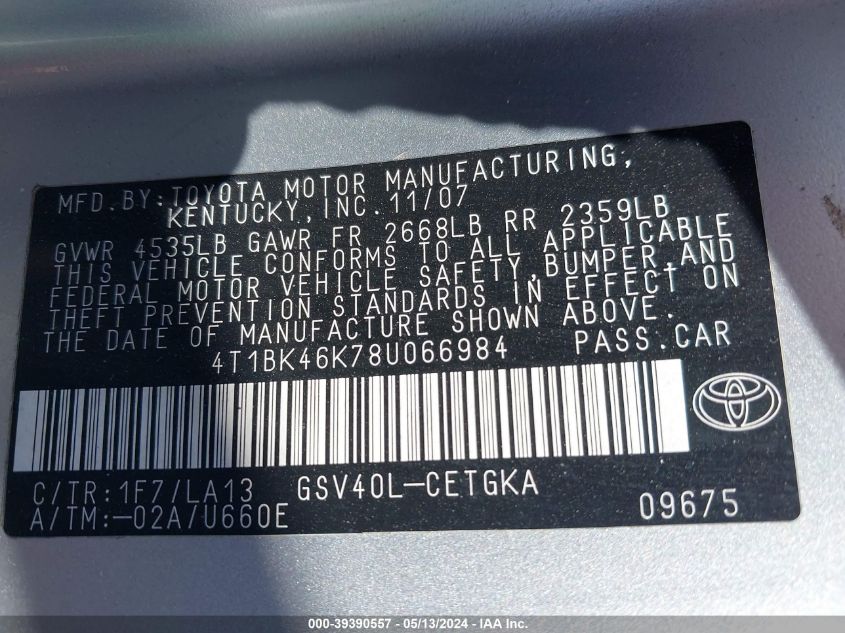 MFD.BY:TOYOTA MOTOR MANUFACTURING,
KENTUCKY,INC.11/07
GVWR 4535LB GAWR FR 2668LB RR 2359LB
THIS VEHICLE CONFORMS TO ALL APPLICABLE
FEDERAL MOTOR VEHICLE SAFETY,BUMPER,AND
THEFT PREVENTION STANDARDS IN EFFECT ON
THE DATE OF MANUFACTURE SHOWN ABOVE.
4T1BK46K78U066984 PASS.CAR
C/TR:1F7/LA13 GSV40L-CETGKA
A/TM:-02A/U660E 09675
000-39390557 - 05/13/2024 - IAA Inc.